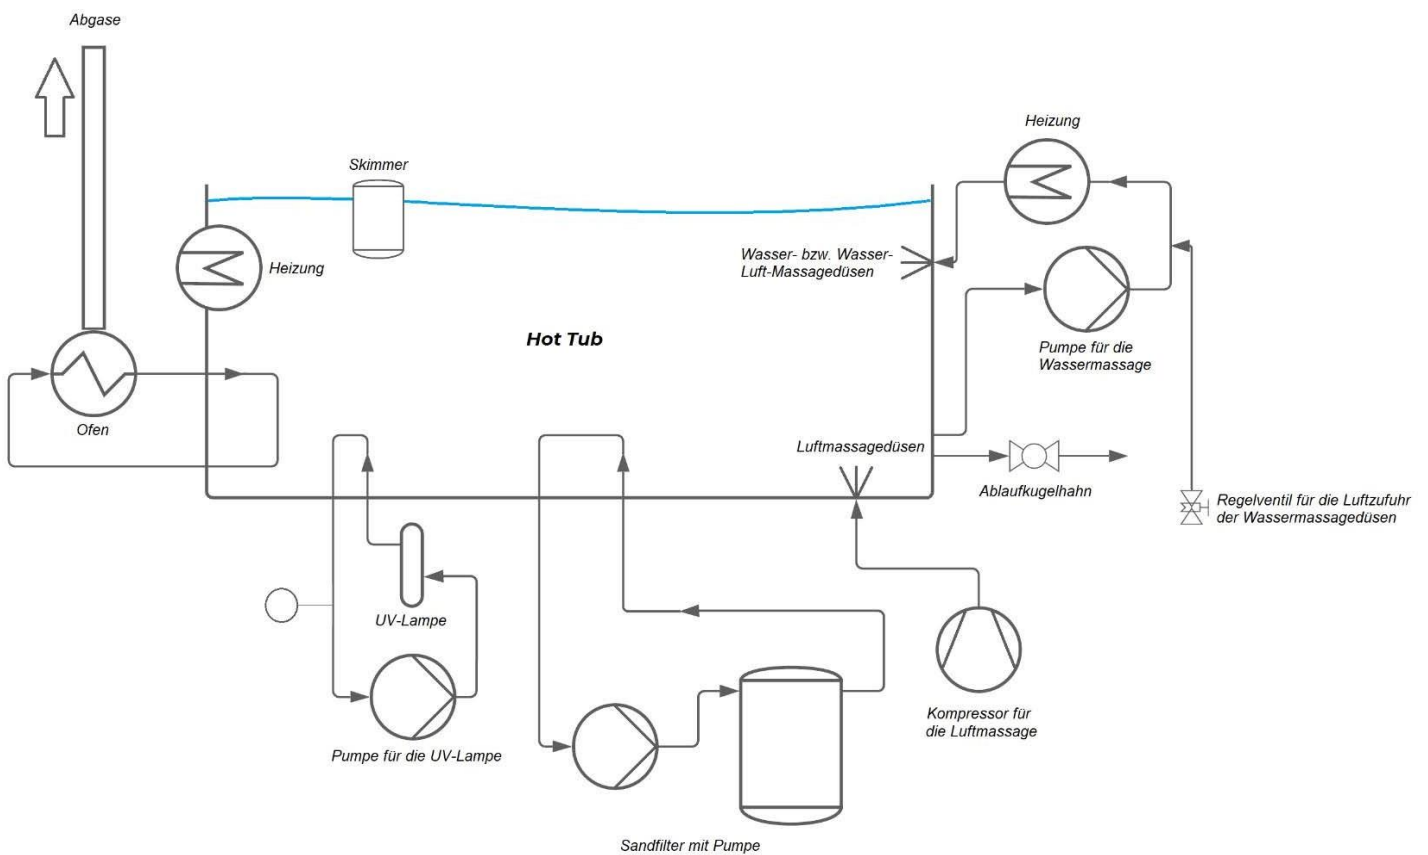 Abgase
Heizung
Skimmer
Wasser- bzw. Wasser-
Luft-Massagedüsen
Heizung
Hot Tub
Pumpe für die
Wassermassage
Ofen
Luftmassagedüsen
Ablaufkugelhahn
Regelventil für die Luftzufuhr
der Wassermassagedüsen
UV-Lampe
Kompressor für
die Luftmassage
Pumpe für die UV-Lampe
Sandfilter mit Pumpe